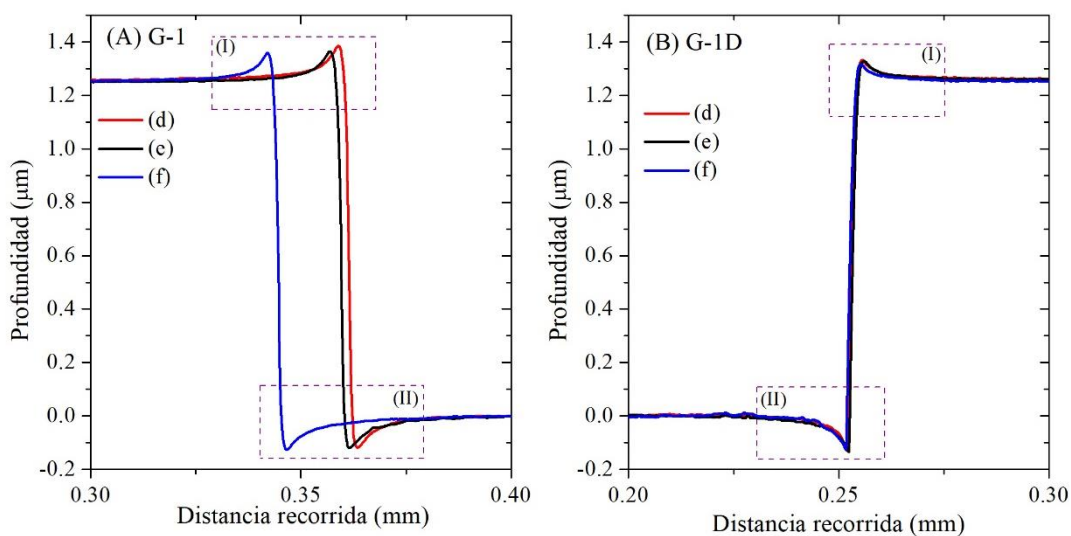 (A) G-1
(I)
(d)
(c)
(f)
(II)
1.4
1.2
1.0
0.8
0.6
0.4
0.2
0.0
-0.2
Profundidad (μm)
0.30
0.35
0.40
Distancia recorrida (mm)
(B) G-1D
(I)
(d)
(e)
(f)
(II)
1.4
1.2
1.0
0.8
0.6
0.4
0.2
0.0
-0.2
Profundidad (μm)
0.20
0.25
0.30
Distancia recorrida (mm)